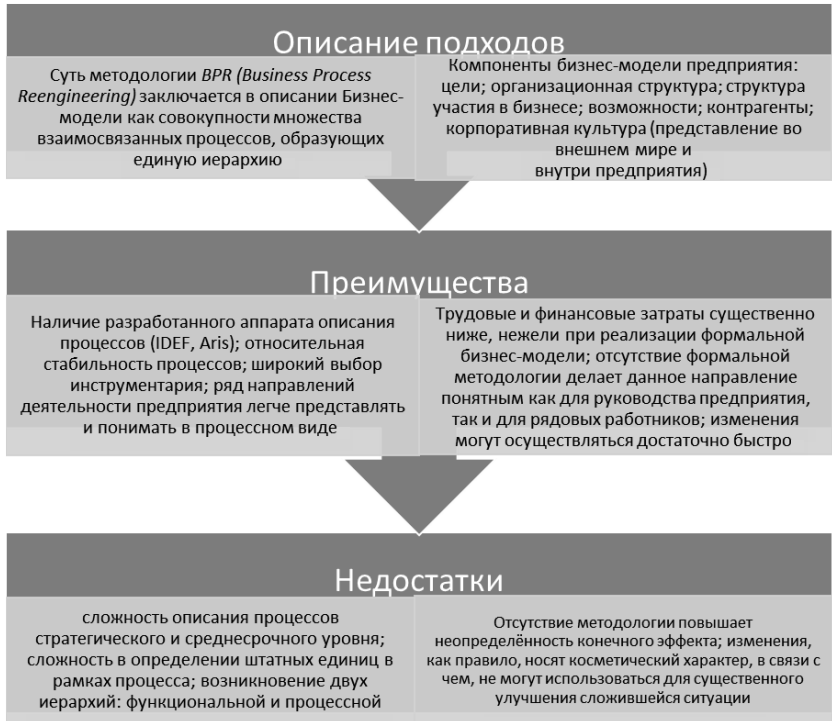 Описание подходов
Суть методологии BPR (Business Process
Reengineering) заключается в описании Бизнес-
модели как совокупности множества
взаимосвязанных процессов, образующих
единую иерархию
Компоненты бизнес-модели предприятия:
цели; организационная структура; структура
участия в бизнесе; возможности; контрагенты;
корпоративная культура (представление во
внешнем мире и
внутри предприятия)
Преимущества
Наличие разработанного аппарата описания
процессов (IDEF, Aris); относительная
стабильность процессов; широкий выбор
инструментария; ряд направлений
деятельности предприятия легче представлять
и понимать в процессном виде
Трудовые и финансовые затраты существенно
ниже, нежели при реализации формальной
бизнес-модели; отсутствие формальной
методологии делает данное направление
понятным как для руководства предприятия,
так и для рядовых работников; изменения
могут осуществляться достаточно быстро
Недостатки
сложность описания процессов
стратегического и среднесрочного уровня;
сложность в определении штатных единиц в
рамках процесса; возникновение двух
иерархий: функциональной и процессной
Отсутствие методологии повышает
неопределённость конечного эффекта; изменения,
как правило, носят косметический характер, в связи с
чем, не могут использоваться для существенного
улучшения сложившейся ситуации